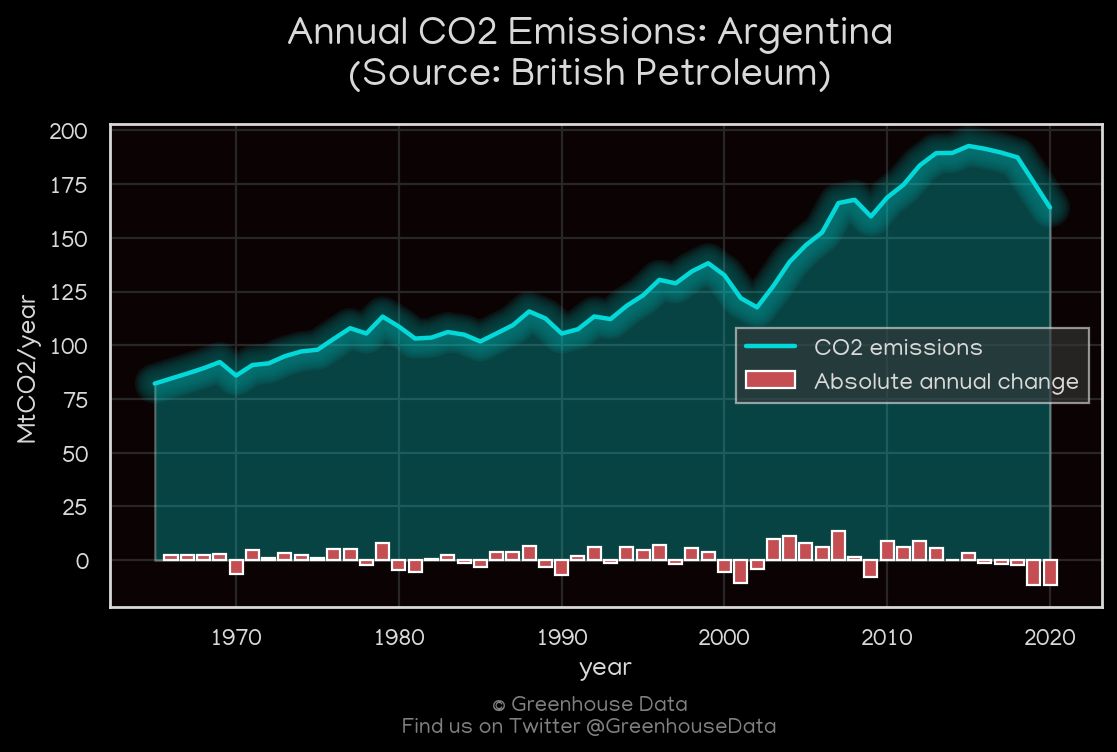 Annual CO2 Emissions: Argentina
(Source: British Petroleum)
200
175
150
125
100
75
50
25
0
MtCO2/year
CO2 emissions
Absolute annual change
1970 1980 1990 2000 2010 2020
year
© Greenhouse Data
Find us on Twitter @GreenhouseData